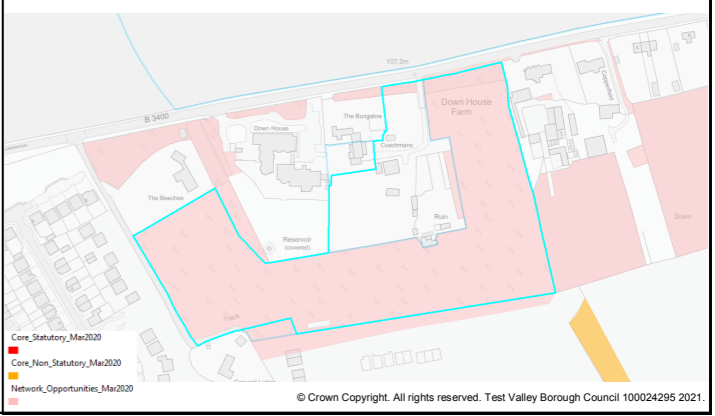 107.2m
B 3400
Down House
The Bungalow
Coachmans
Down House
Farm
The Beeches
Reservoir
(covered)
Ruin
Down
Track
Core_Statutory_Mar2020
Core_Non_Statutory_Mar2020
Network_Opportunities_Mar2020
© Crown Copyright. All rights reserved. Test Valley Borough Council 100024295 2021.